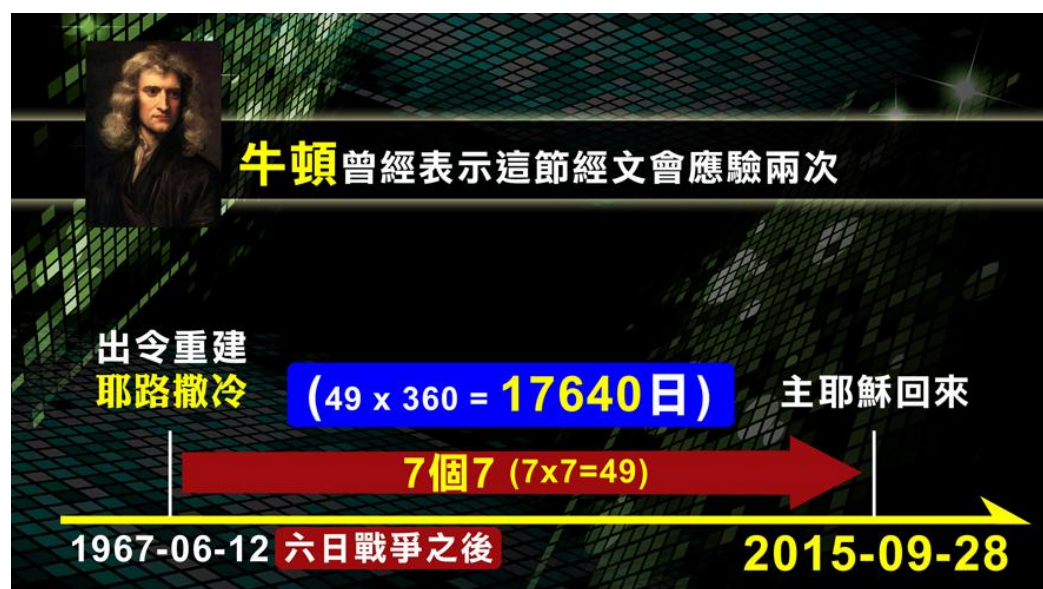 牛頓曾經表示這節經文會應驗兩次
出令重建
耶路撒冷
(49 x 360 = 17640日)
主耶穌回來
7個7 (7x7=49)
1967-06-12 六日戰爭之後
2015-09-28